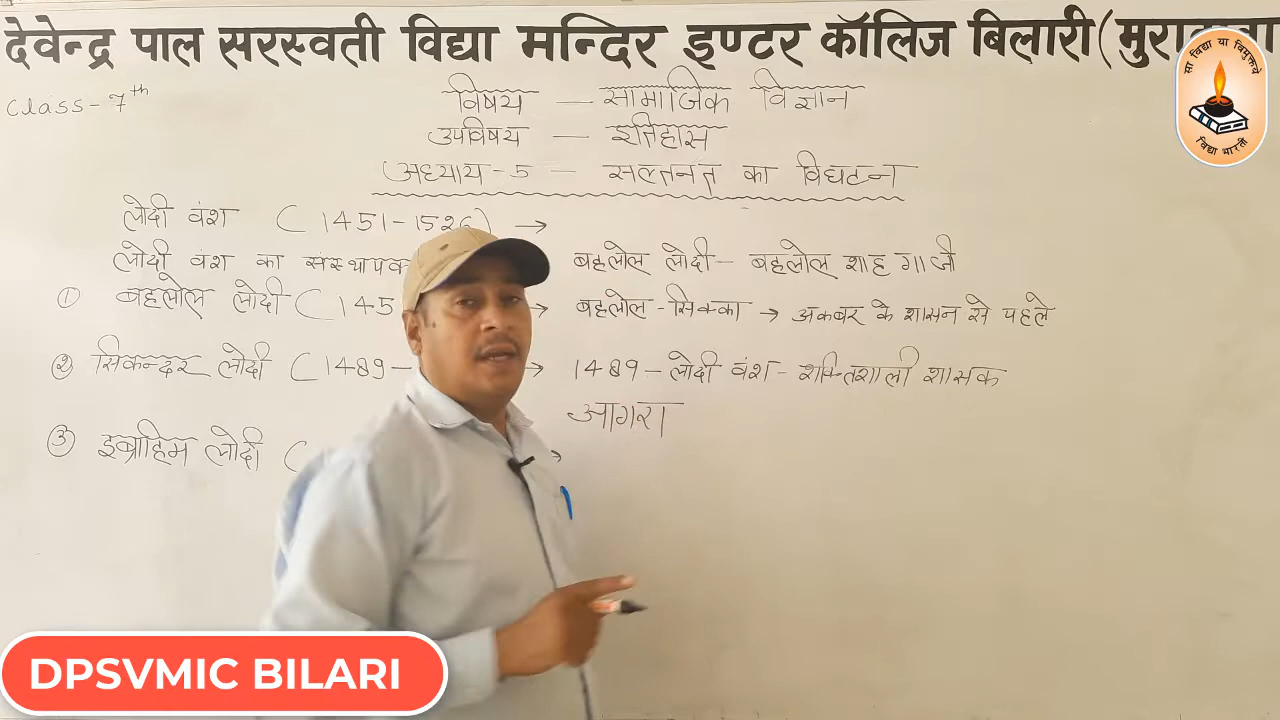 देवेन्द्र पाल सरस्वती विद्या मन्दिर इण्टर कॉलिज बिलारी (मुरा
सा विद्या या विमुक्तये
विद्या भारती
Class - 7th
विषय — सामाजिक विज्ञान
उपविषय — इतिहास
अध्याय - 5 — सल्तनत का विघटन
लोदी वंश (1451-1526) →
लोदी वंश का संस्थापक बहलोल लोदी - बहलोल शाह गाजी
① बहलोल लोदी (145 → बहलोल - सिक्का → अकबर के शासन से पहले
② सिकन्दर लोदी (1489- → 1489 - लोदी वंश - शक्तिशाली शासक
आगरा
③ इब्राहिम लोदी ( →
DPSVMIC BILARI